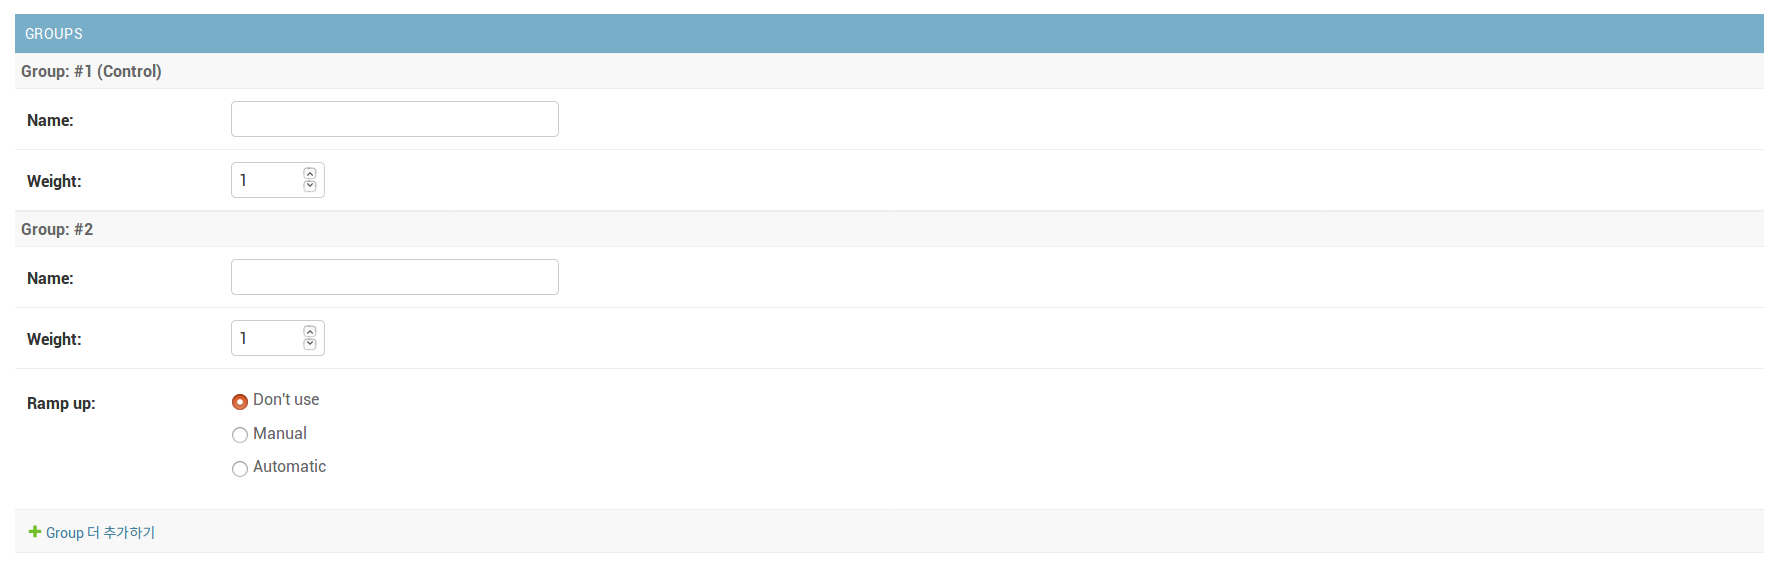 GROUPS
Group: #1 (Control)
Name:
Weight: 1
Group: #2
Name:
Weight: 1
Ramp up: Don't use
Manual
Automatic
Group 더 추가하기